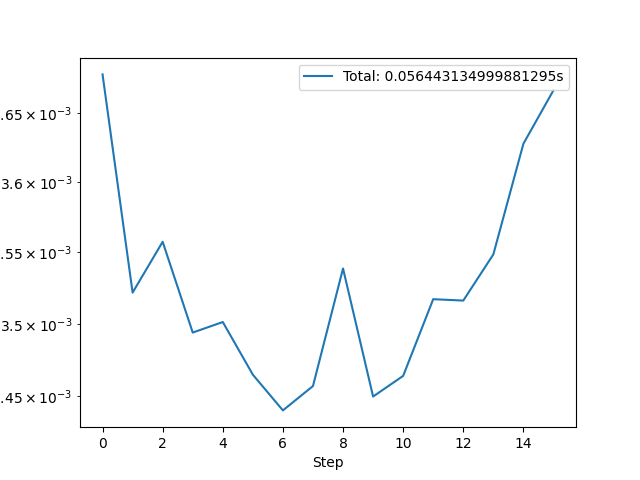 Total: 0.056443134999881295s
.65 × 10⁻³
3.6 × 10⁻³
.55 × 10⁻³
3.5 × 10⁻³
.45 × 10⁻³
0 2 4 6 8 10 12 14
Step